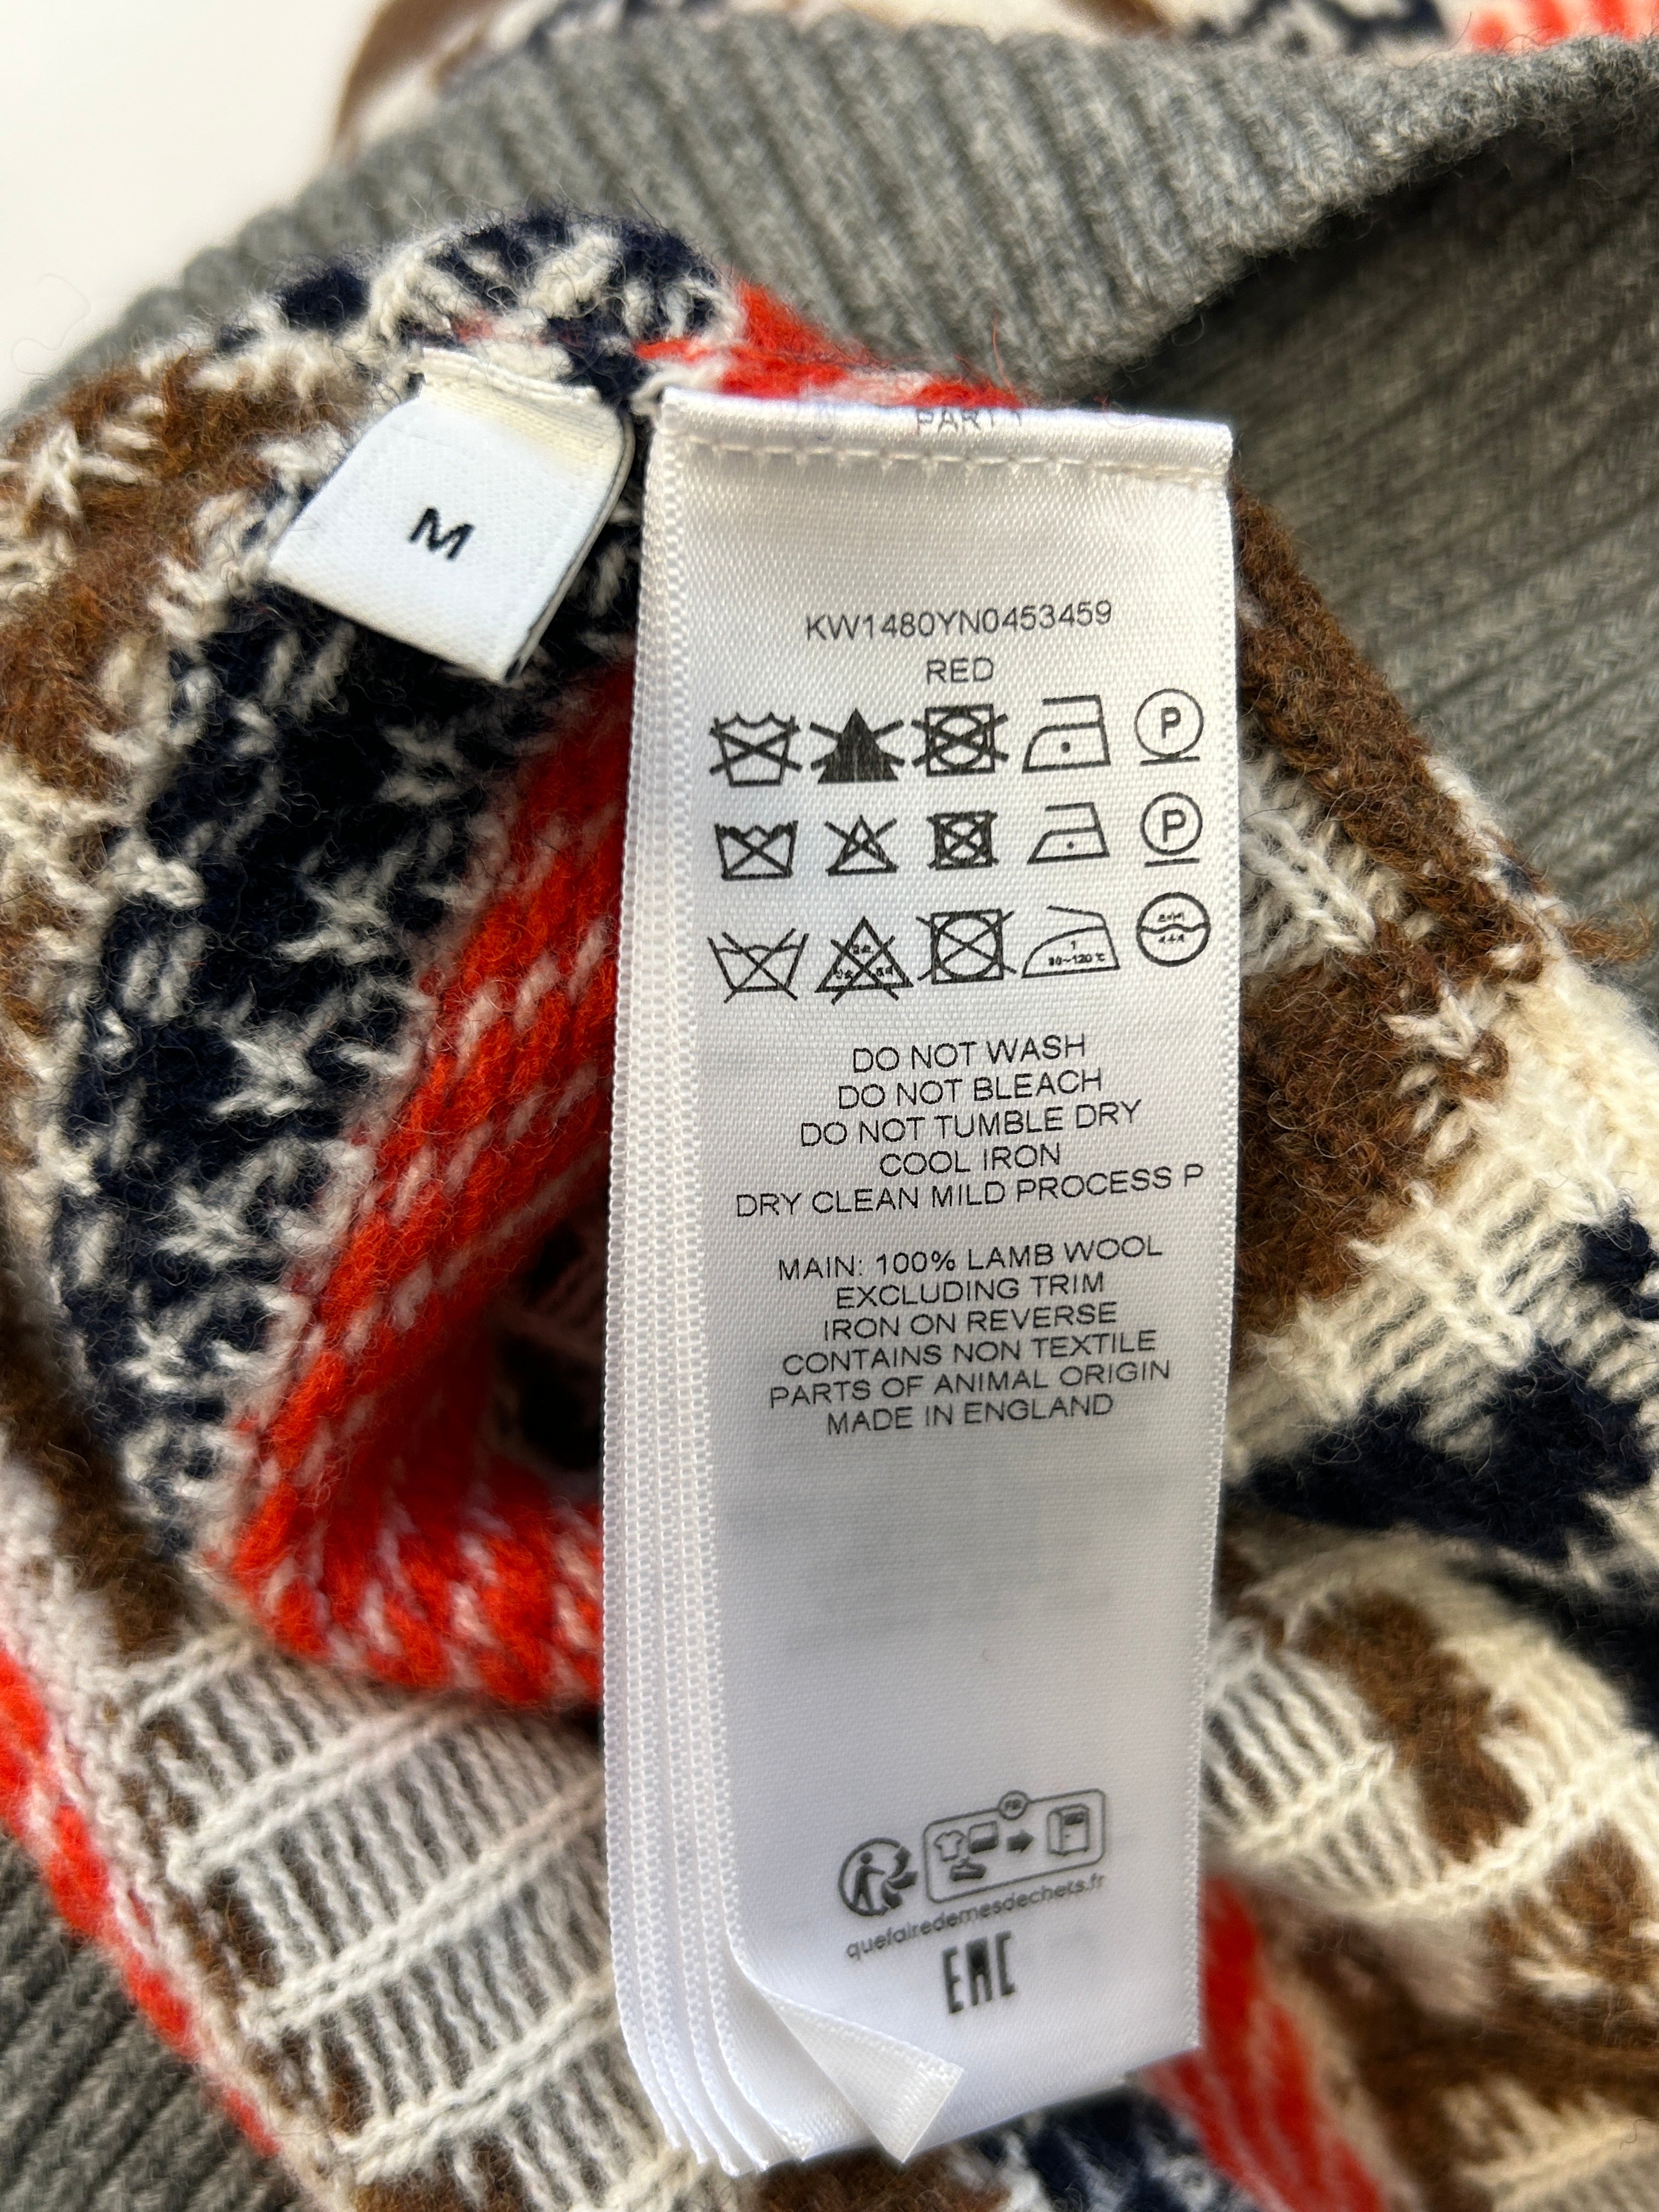 PARTY
M
KW1480YN0453459
RED
P
P
DO NOT WASH
DO NOT BLEACH
DO NOT TUMBLE DRY
COOL IRON
DRY CLEAN MILD PROCESS P
MAIN: 100% LAMB WOOL
EXCLUDING TRIM
IRON ON REVERSE
CONTAINS NON TEXTILE
PARTS OF ANIMAL ORIGIN
MADE IN ENGLAND
FR
quefairedemesdechets.fr
EAC